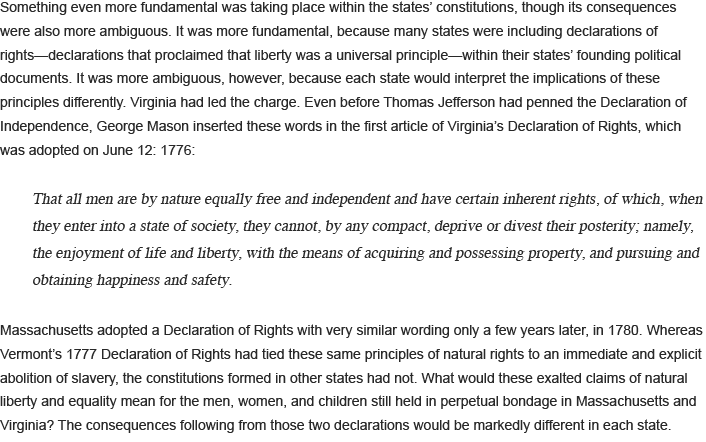 Something even more fundamental was taking place within the states’ constitutions, though its consequences
were also more ambiguous. It was more fundamental, because many states were including declarations of
rights—declarations that proclaimed that liberty was a universal principle—within their states’ founding political
documents. It was more ambiguous, however, because each state would interpret the implications of these
principles differently. Virginia had led the charge. Even before Thomas Jefferson had penned the Declaration of
Independence, George Mason inserted these words in the first article of Virginia’s Declaration of Rights, which
was adopted on June 12: 1776:
That all men are by nature equally free and independent and have certain inherent rights, of which, when
they enter into a state of society, they cannot, by any compact, deprive or divest their posterity; namely,
the enjoyment of life and liberty, with the means of acquiring and possessing property, and pursuing and
obtaining happiness and safety.
Massachusetts adopted a Declaration of Rights with very similar wording only a few years later, in 1780. Whereas
Vermont’s 1777 Declaration of Rights had tied these same principles of natural rights to an immediate and explicit
abolition of slavery, the constitutions formed in other states had not. What would these exalted claims of natural
liberty and equality mean for the men, women, and children still held in perpetual bondage in Massachusetts and
Virginia? The consequences following from those two declarations would be markedly different in each state.